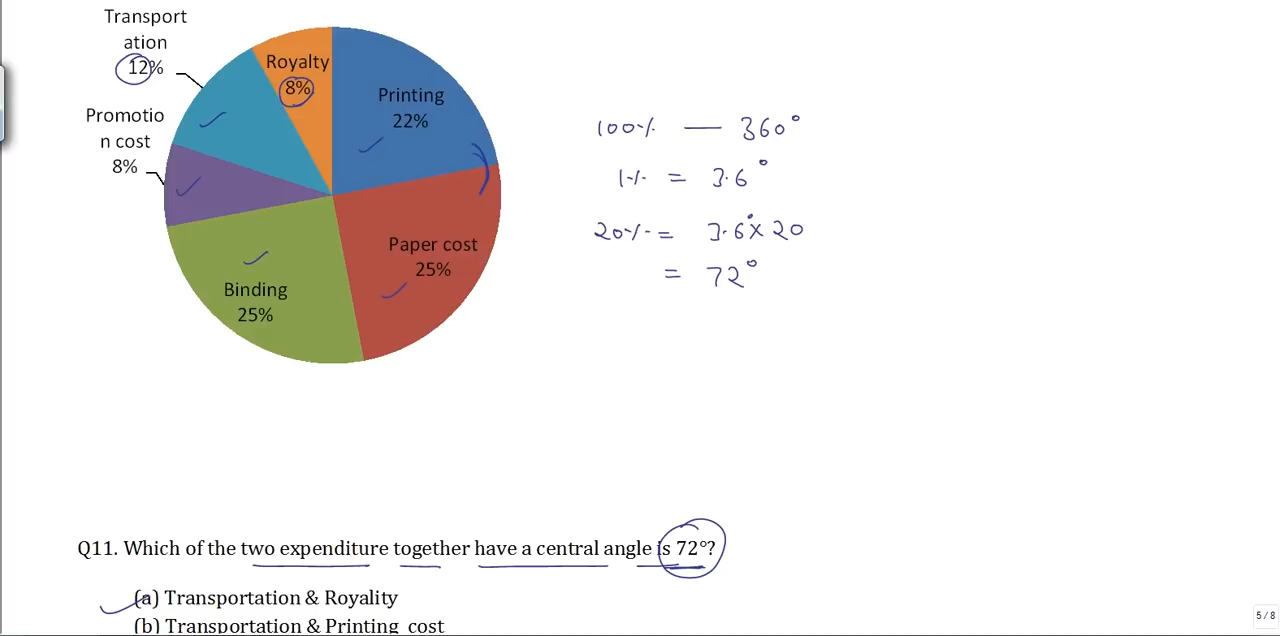 Transport
ation
12%
Royalty
8%
Printing
22%
Promotio
n cost
8%
Paper cost
25%
Binding
25%
100% — 360°
1% = 3.6°
20% = 3.6° x 20
= 72°
Q11. Which of the two expenditure together have a central angle is 72°?
(a) Transportation & Royality
(b) Transportation & Printing cost
5/8